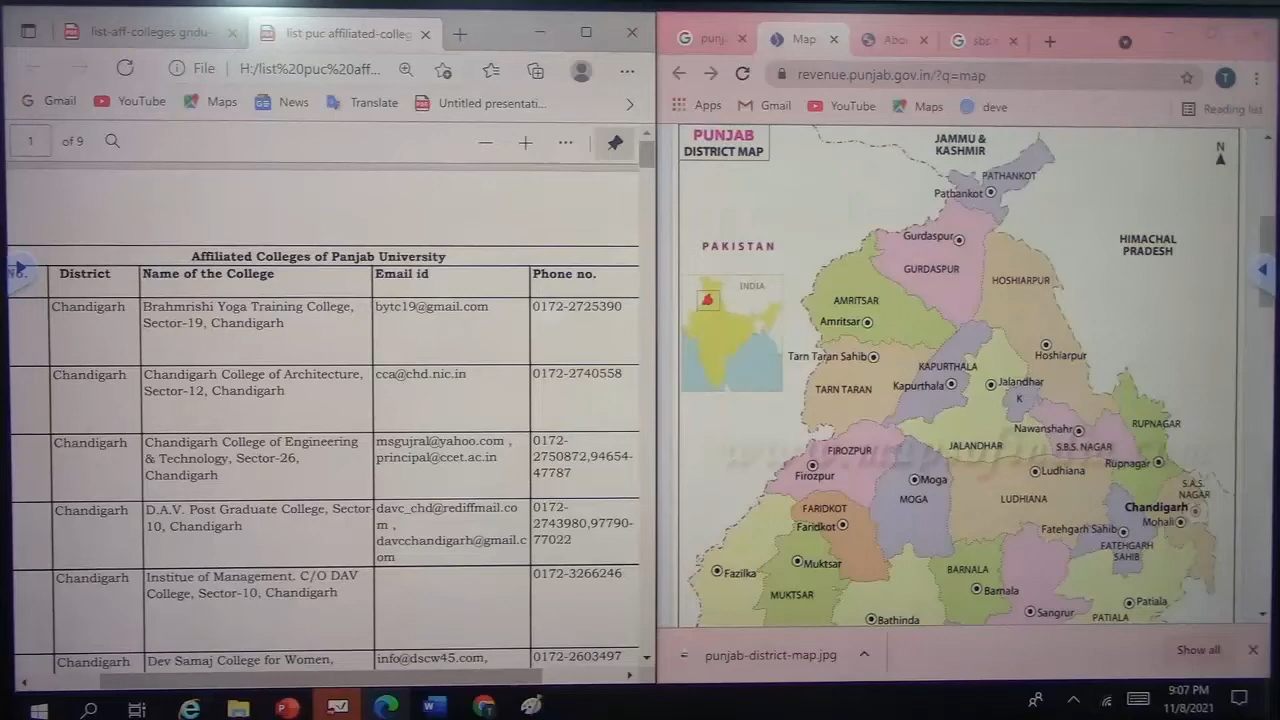 list-aff-colleges gndu
list puc affiliated-colleg
File
H:/list%20puc%20aff...
Gmail
YouTube
Maps
News
Translate
Untitled presentati...
1
of 9
Affiliated Colleges of Panjab University
No.
District
Name of the College
Email id
Phone no.
Chandigarh
Brahmrishi Yoga Training College,
Sector-19, Chandigarh
bytc19@gmail.com
0172-2725390
Chandigarh
Chandigarh College of Architecture,
Sector-12, Chandigarh
cca@chd.nic.in
0172-2740558
Chandigarh
Chandigarh College of Engineering
& Technology, Sector-26,
Chandigarh
msgujral@yahoo.com ,
principal@ccet.ac.in
0172-
2750872,94654-
47787
Chandigarh
D.A.V. Post Graduate College, Sector-
10, Chandigarh
davc_chd@rediffmail.co
m ,
davcchandigarh@gmail.c
om
0172-
2743980,97790-
77022
Chandigarh
Institue of Management. C/O DAV
College, Sector-10, Chandigarh
0172-3266246
Chandigarh
Dev Samaj College for Women,
info@dscw45.com,
0172-2603497
punj
Map
Abo
sbs
revenue.punjab.gov.in/?q=map
T
Apps
Gmail
YouTube
Maps
deve
Reading list
PUNJAB
DISTRICT MAP
JAMMU &
KASHMIR
N
PATHANKOT
Pathankot
PAKISTAN
Gurdaspur
GURDASPUR
HIMACHAL
PRADESH
INDIA
HOSHIARPUR
AMRITSAR
Amritsar
Tarn Taran Sahib
Hoshiarpur
KAPURTHALA
TARN TARAN
Kapurthala
Jalandhar
K
RUPNAGAR
Nawanshahr
FIROZPUR
JALANDHAR
S.B.S. NAGAR
Rupnagar
Firozpur
Ludhiana
Moga
MOGA
LUDHIANA
S.A.S.
NAGAR
FARIDKOT
Chandigarh
Faridkot
Fatehgarh Sahib
Mohali
FATEHGARH
SAHIB
Fazilka
Muktsar
BARNALA
Barnala
MUKTSAR
Patiala
Sangrur
PATIALA
Bathinda
punjab-district-map.jpg
Show all
9:07 PM
11/8/2021